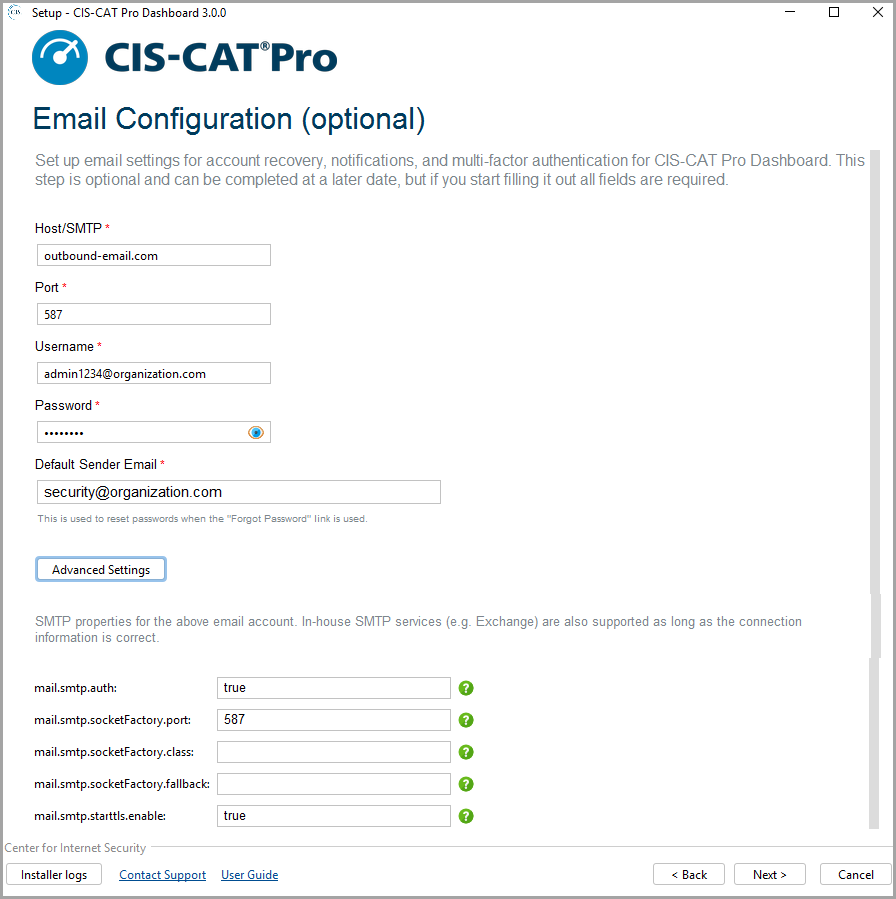 CIS
Setup - CIS-CAT Pro Dashboard 3.0.0
CIS-CAT®Pro
Email Configuration (optional)
Set up email settings for account recovery, notifications, and multi-factor authentication for CIS-CAT Pro Dashboard. This
step is optional and can be completed at a later date, but if you start filling it out all fields are required.
Host/SMTP *
outbound-email.com
Port *
587
Username *
admin1234@organization.com
Password *
••••••••
Default Sender Email *
security@organization.com
This is used to reset passwords when the "Forgot Password" link is used.
Advanced Settings
SMTP properties for the above email account. In-house SMTP services (e.g. Exchange) are also supported as long as the connection
information is correct.
mail.smtp.auth: true ?
mail.smtp.socketFactory.port: 587 ?
mail.smtp.socketFactory.class: ?
mail.smtp.socketFactory.fallback: ?
mail.smtp.starttls.enable: true ?
Center for Internet Security
Installer logs Contact Support User Guide < Back Next > Cancel